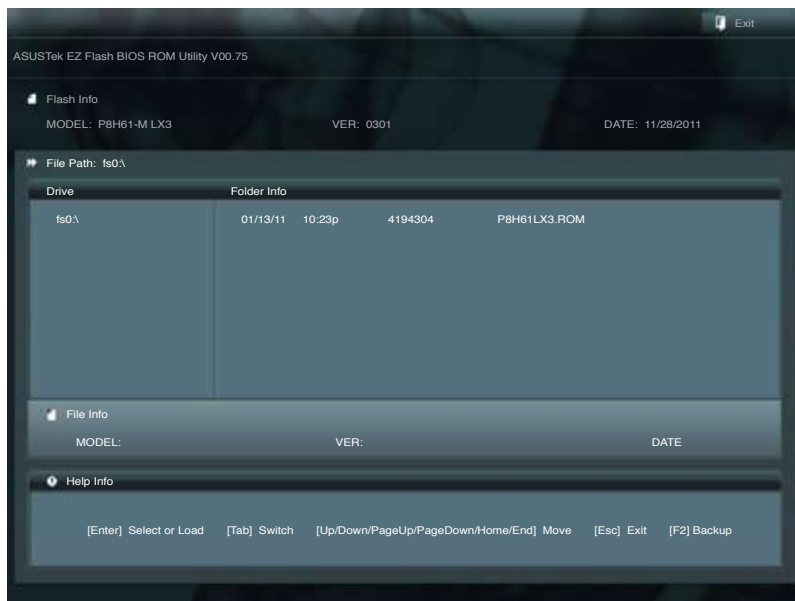 Exit
ASUSTek EZ Flash BIOS ROM Utility V00.75
Flash Info
MODEL: P8H61-M LX3 VER: 0301 DATE: 11/28/2011
File Path: fs0:\
Drive Folder Info
fs0:\ 01/13/11 10:23p 4194304 P8H61LX3.ROM
File Info
MODEL: VER: DATE
Help Info
[Enter] Select or Load [Tab] Switch [Up/Down/PageUp/PageDown/Home/End] Move [Esc] Exit [F2] Backup